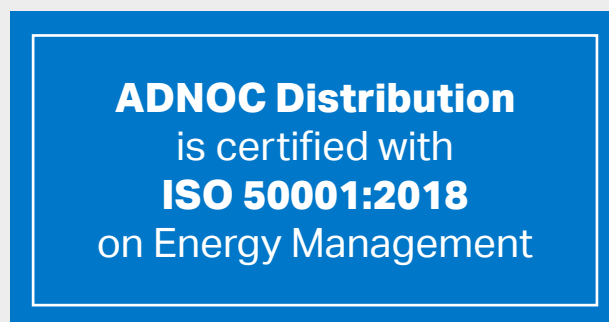 ADNOC Distribution
is certified with
ISO 50001:2018
on Energy Management